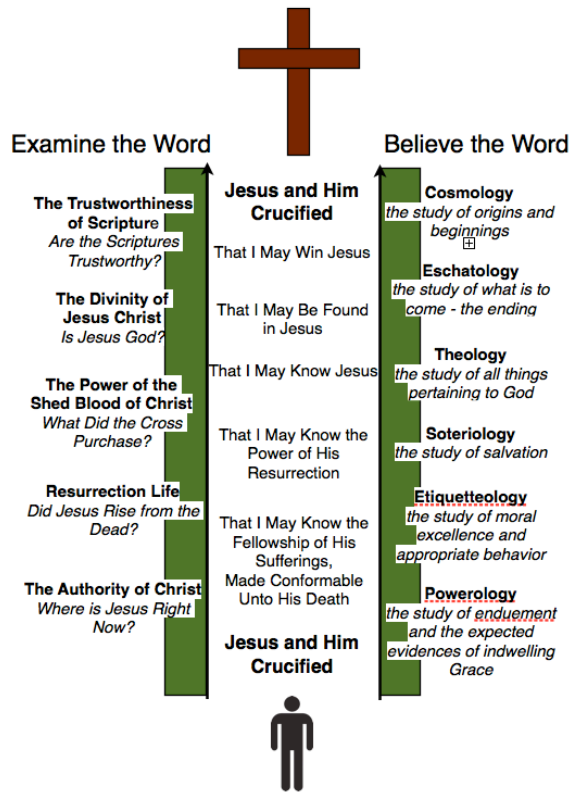 Examine the Word
The Trustworthiness
of Scripture
Are the Scriptures
Trustworthy?
The Divinity of
Jesus Christ
Is Jesus God?
The Power of the
Shed Blood of Christ
What Did the Cross
Purchase?
Resurrection Life
Did Jesus Rise from the
Dead?
The Authority of Christ
Where is Jesus Right
Now?
Jesus and Him
Crucified
That I May Win Jesus
That I May Be Found
in Jesus
That I May Know Jesus
That I May Know the
Power of His
Resurrection
That I May Know the
Fellowship of His
Sufferings,
Made Conformable
Unto His Death
Jesus and Him
Crucified
Believe the Word
Cosmology
the study of origins and
beginnings
Eschatology
the study of what is to
come - the ending
Theology
the study of all things
pertaining to God
Soteriology
the study of salvation
Etiquetteology
the study of moral
excellence and
appropriate behavior
Powerology
the study of enduement
and the expected
evidences of indwelling
Grace